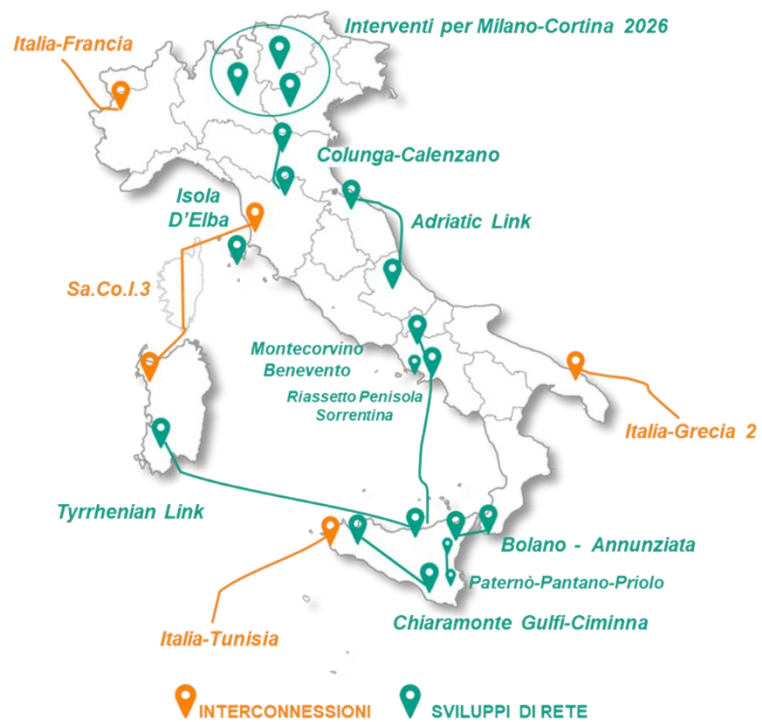 Interventi per Milano-Cortina 2026
Italia-Francia
Colunga-Calenzano
Isola
D'Elba
Adriatic Link
Sa.Co.I.3
Montecorvino
Benevento
Riassetto Penisola
Sorrentina
Italia-Grecia 2
Tyrrhenian Link
Bolano - Annunziata
Paternò-Pantano-Priolo
Chiaramonte Gulfi-Ciminna
Italia-Tunisia
INTERCONNESSIONI
SVILUPPI DI RETE